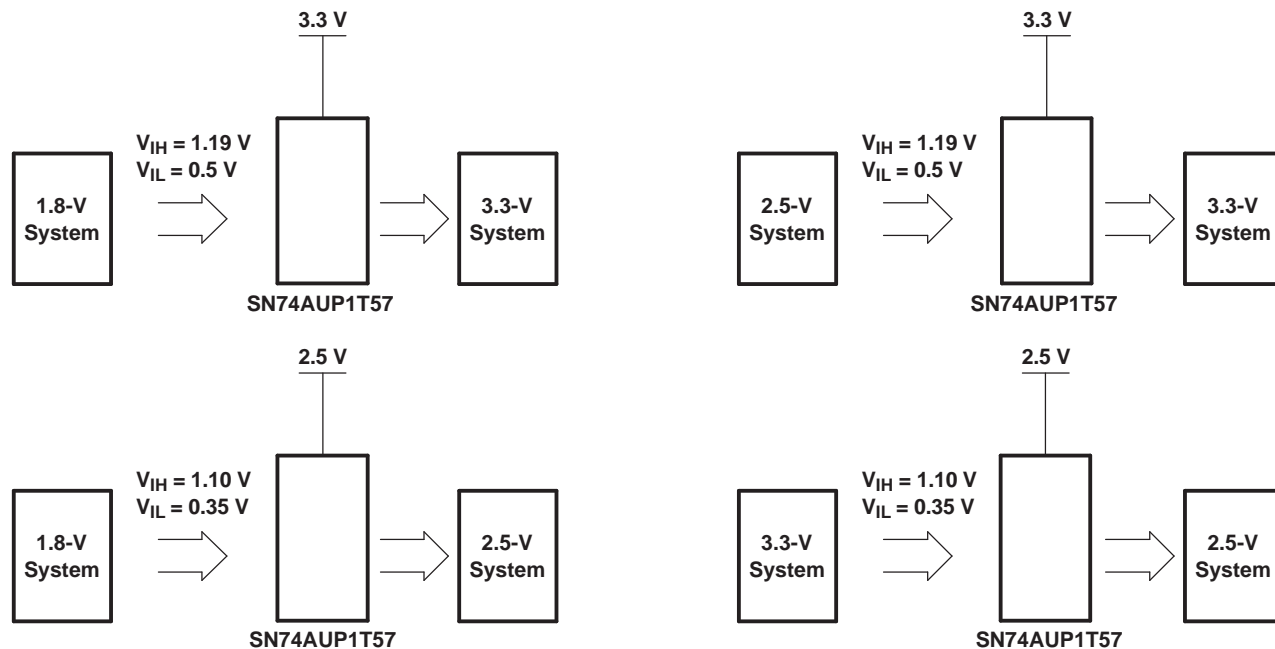 3.3 V
V_IH = 1.19 V
V_IL = 0.5 V
1.8-V
System
3.3-V
System
SN74AUP1T57
3.3 V
V_IH = 1.19 V
V_IL = 0.5 V
2.5-V
System
3.3-V
System
SN74AUP1T57
2.5 V
V_IH = 1.10 V
V_IL = 0.35 V
1.8-V
System
2.5-V
System
SN74AUP1T57
2.5 V
V_IH = 1.10 V
V_IL = 0.35 V
3.3-V
System
2.5-V
System
SN74AUP1T57